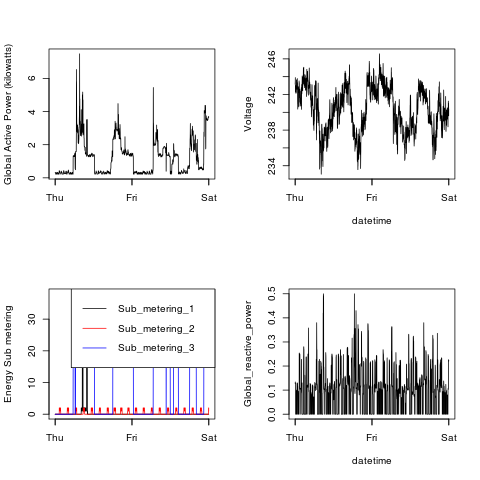 Global Active Power (kilowatts)
0 2 4 6
Thu Fri Sat
Voltage
234 238 242 246
Thu Fri Sat
datetime
Energy Sub metering
0 10 20 30
Sub_metering_1
Sub_metering_2
Sub_metering_3
Thu Fri Sat
Global_reactive_power
0.0 0.1 0.2 0.3 0.4 0.5
Thu Fri Sat
datetime